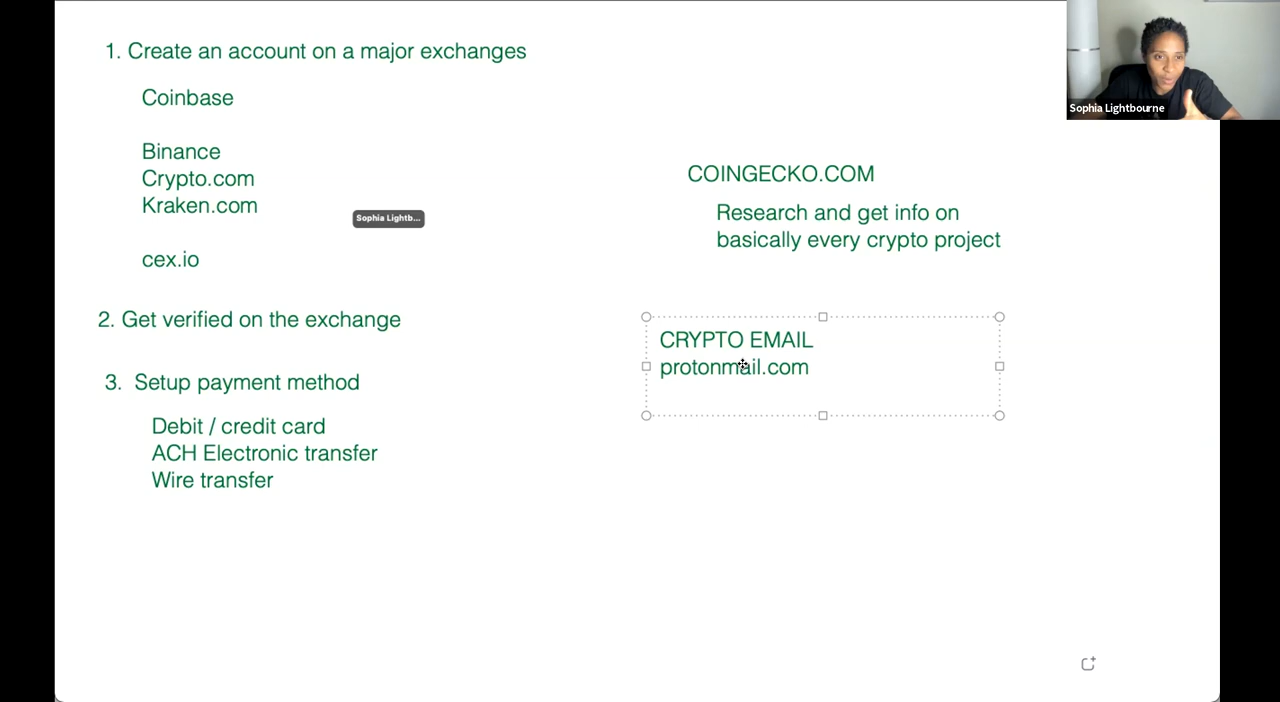 1. Create an account on a major exchanges
Coinbase
Binance
Crypto.com
Kraken.com
cex.io
2. Get verified on the exchange
3. Setup payment method
Debit / credit card
ACH Electronic transfer
Wire transfer
Sophia Lightb...
COINGECKO.COM
Research and get info on
basically every crypto project
CRYPTO EMAIL
protonmail.com
Sophia Lightbourne